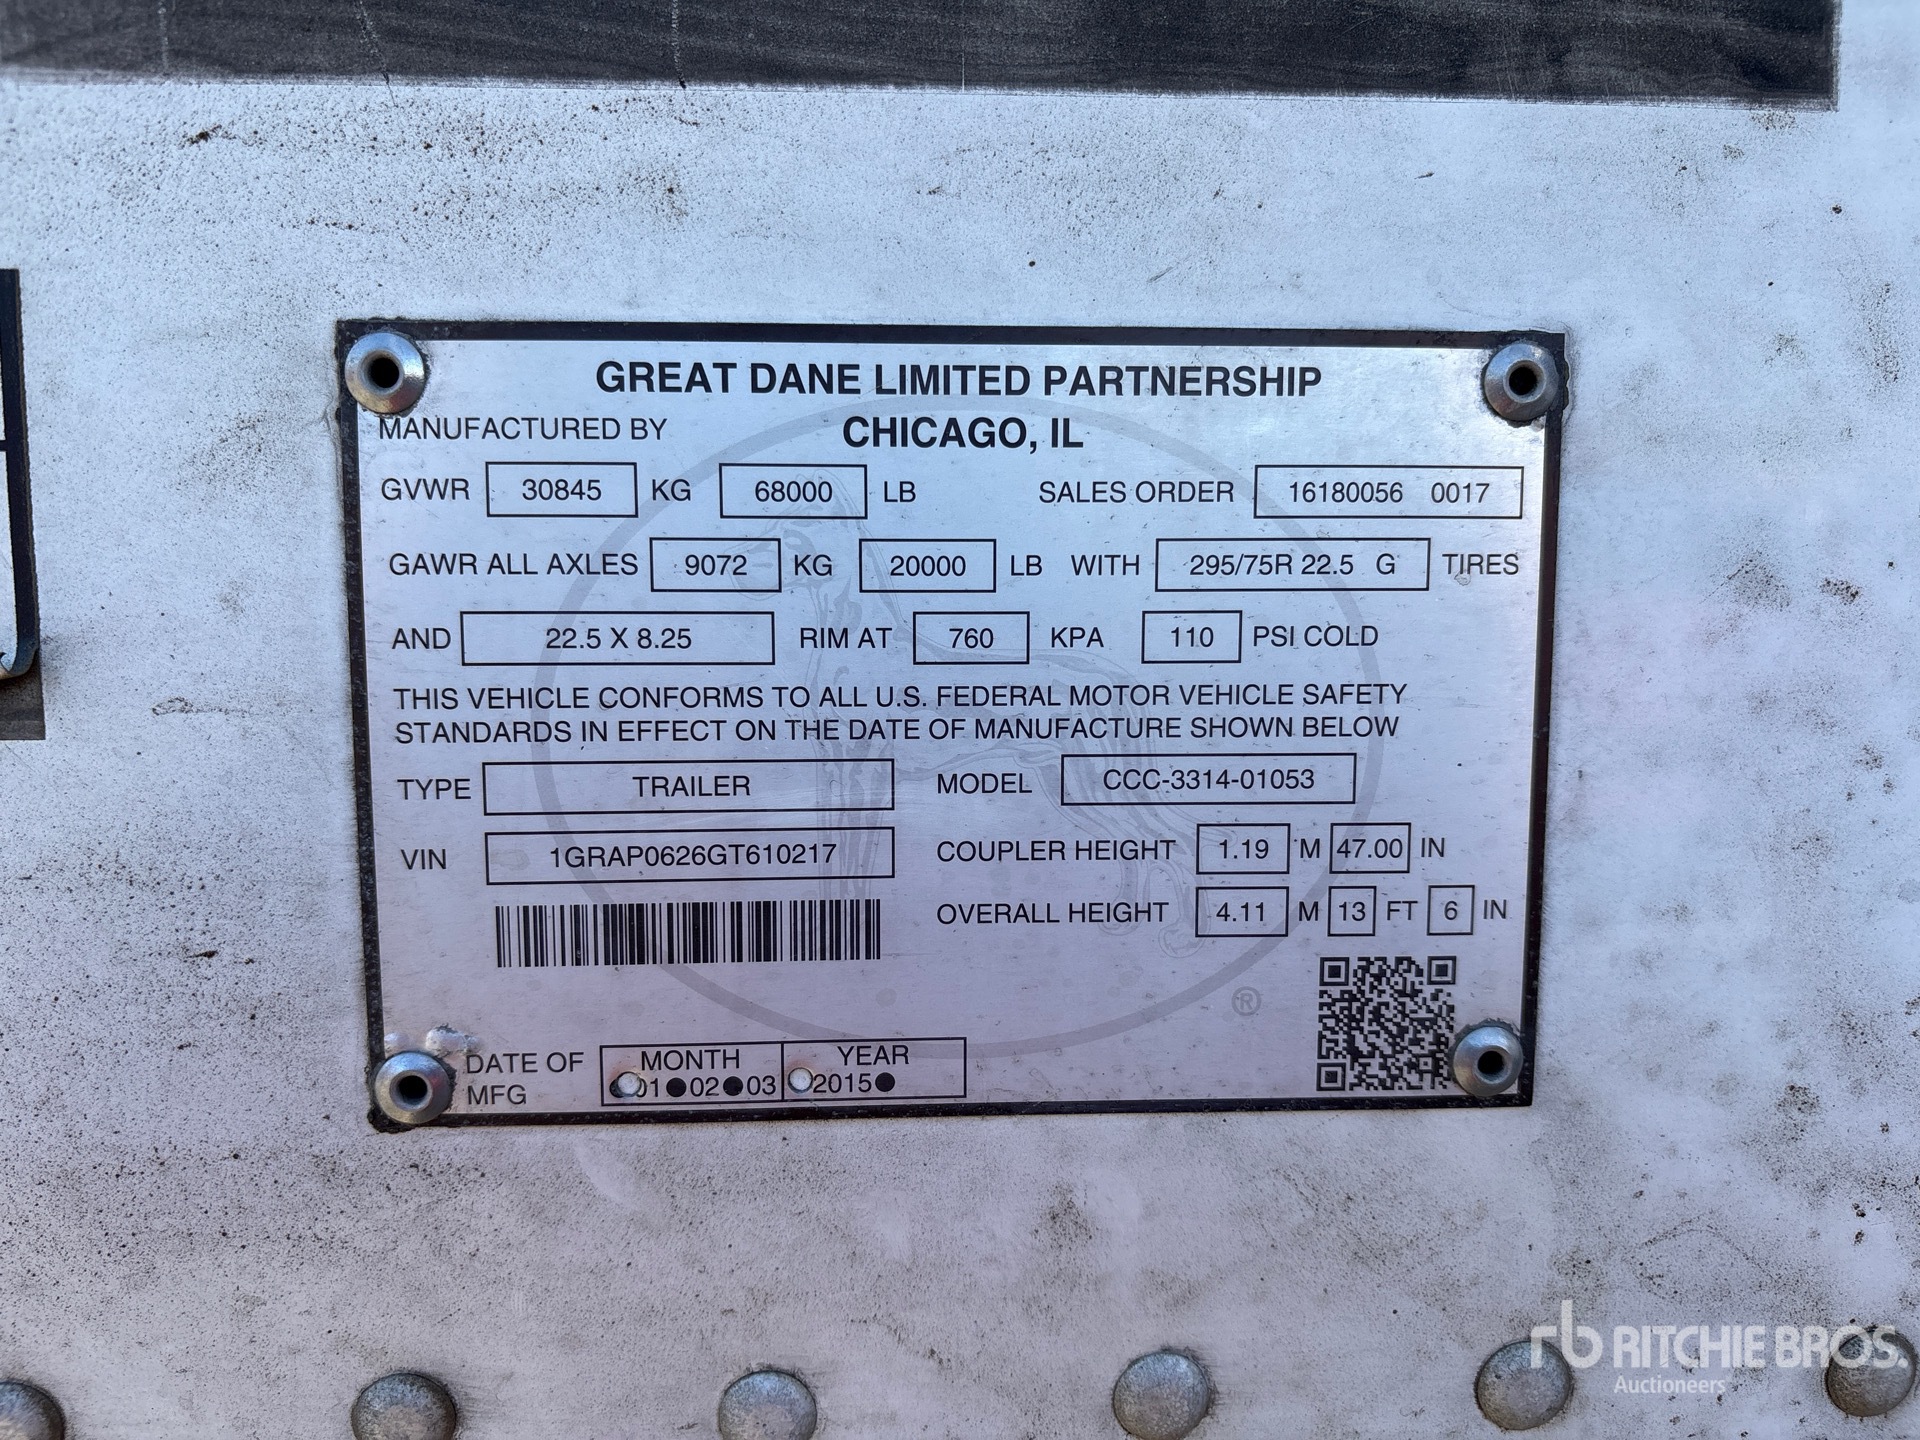 GREAT DANE LIMITED PARTNERSHIP
MANUFACTURED BY CHICAGO, IL
GVWR 30845 KG 68000 LB SALES ORDER 16180056 0017
GAWR ALL AXLES 9072 KG 20000 LB WITH 295/75R 22.5 G TIRES
AND 22.5 X 8.25 RIM AT 760 KPA 110 PSI COLD
THIS VEHICLE CONFORMS TO ALL U.S. FEDERAL MOTOR VEHICLE SAFETY
STANDARDS IN EFFECT ON THE DATE OF MANUFACTURE SHOWN BELOW
TYPE TRAILER MODEL CCC-3314-01053
VIN 1GRAP0626GT610217 COUPLER HEIGHT 1.19 M 47.00 IN
OVERALL HEIGHT 4.11 M 13 FT 6 IN
®
DATE OF MONTH YEAR
MFG 01●02●03 2015●
rb RITCHIE BROS.
Auctioneers